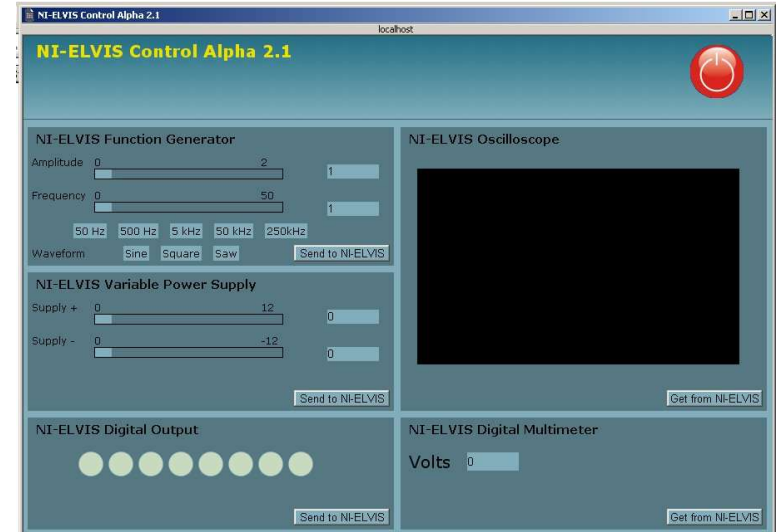 NI-ELVIS Control Alpha 2.1
localhost
NI-ELVIS Control Alpha 2.1
NI-ELVIS Function Generator
Amplitude 0 2 1
Frequency 0 50 1
50 Hz 500 Hz 5 kHz 50 kHz 250kHz
Waveform Sine Square Saw Send to NI-ELVIS
NI-ELVIS Variable Power Supply
Supply + 0 12 0
Supply - 0 -12 0
Send to NI-ELVIS
NI-ELVIS Digital Output
Send to NI-ELVIS
NI-ELVIS Oscilloscope
Get from NI-ELVIS
NI-ELVIS Digital Multimeter
Volts 0
Get from NI-ELVIS